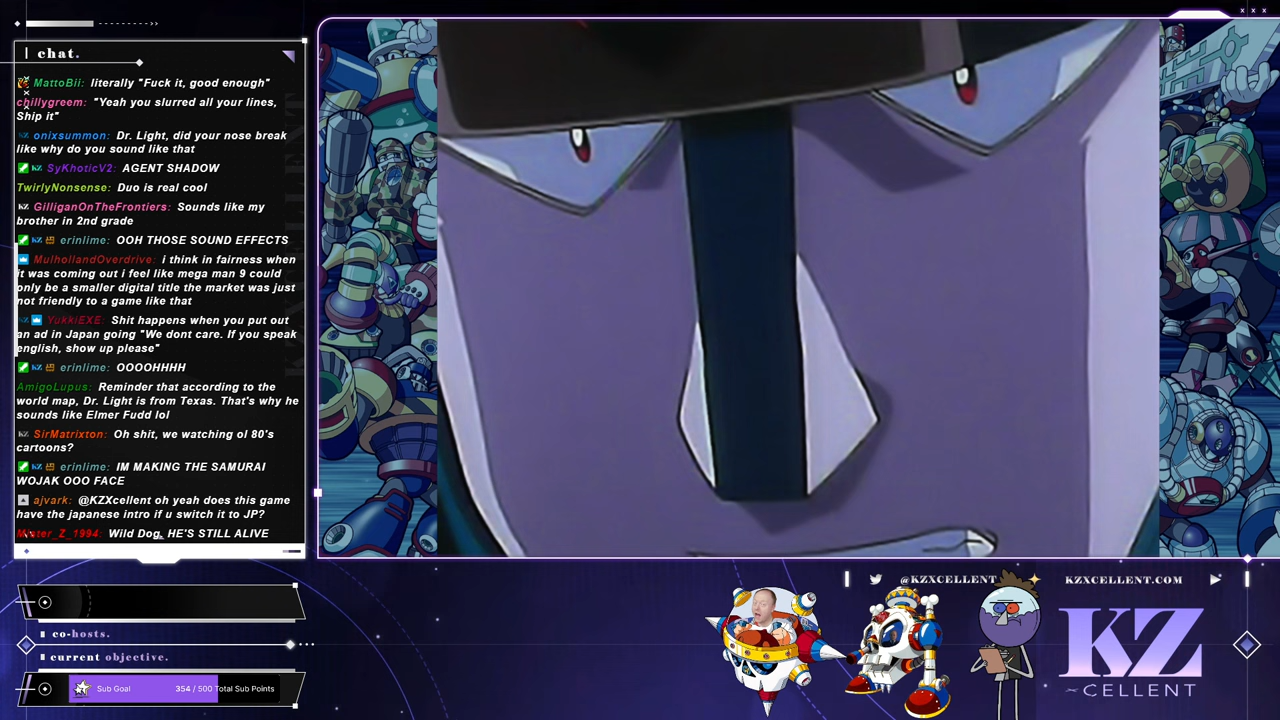 x x x
chat.
MattoBii: literally "Fuck it, good enough"
chillygreem: "Yeah you slurred all your lines,
Ship it"
onixsummon: Dr. Light, did your nose break
like why do you sound like that
SyKhoticV2: AGENT SHADOW
TwirlyNonsense: Duo is real cool
GilliganOnTheFrontiers: Sounds like my
brother in 2nd grade
erinlime: OOH THOSE SOUND EFFECTS
MulhollandOverdrive: i think in fairness when
it was coming out i feel like mega man 9 could
only be a smaller digital title the market was just
not friendly to a game like that
YukkiEXE: Shit happens when you put out
an ad in Japan going "We dont care. If you speak
english, show up please"
erinlime: OOOOHHHH
AmigoLupus: Reminder that according to the
world map, Dr. Light is from Texas. That's why he
sounds like Elmer Fudd lol
SirMatrixton: Oh shit, we watching ol 80's
cartoons?
erinlime: IM MAKING THE SAMURAI
WOJAK OOO FACE
ajvark: @KZXcellent oh yeah does this game
have the japanese intro if u switch it to JP?
Wild Dog, HE'S STILL ALIVE
co-hosts.
current objective.
Sub Goal 354 / 500 Total Sub Points
@KZXCELLENT
KZXCELLENT.COM
KZ
CELLENT